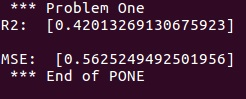 *** Problem One
R2:  [0.42013269130675923]
MSE:  [0.5625249492501956]
*** End of PONE